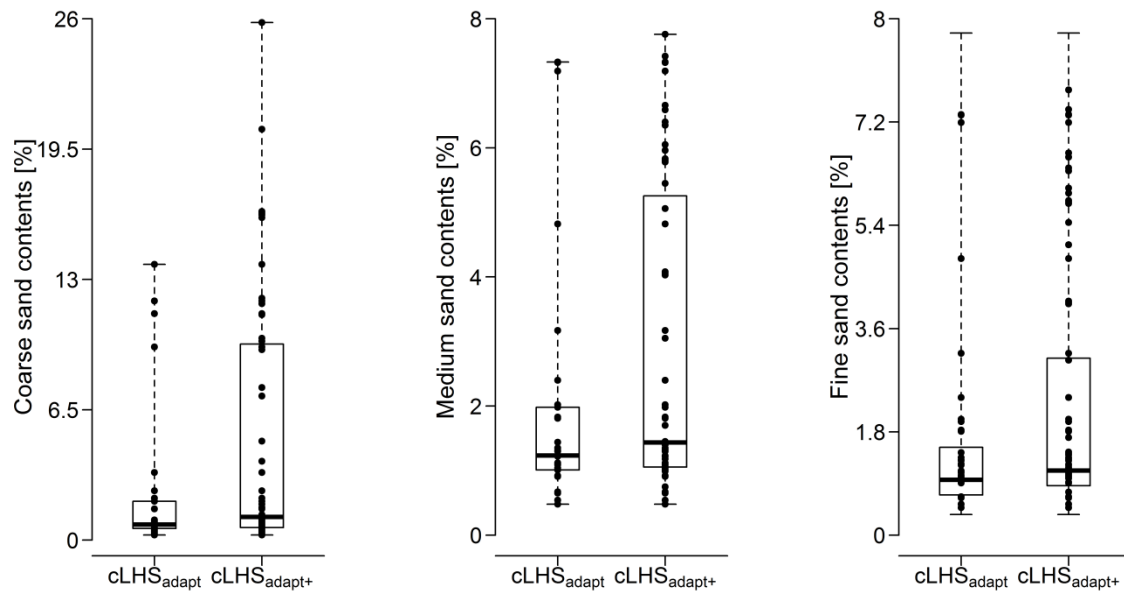 Coarse sand contents [%]
26
19.5
13
6.5
0
cLHSadapt cLHSadapt+
Medium sand contents [%]
8
6
4
2
0
cLHSadapt cLHSadapt+
Fine sand contents [%]
8
7.2
5.4
3.6
1.8
0
cLHSadapt cLHSadapt+